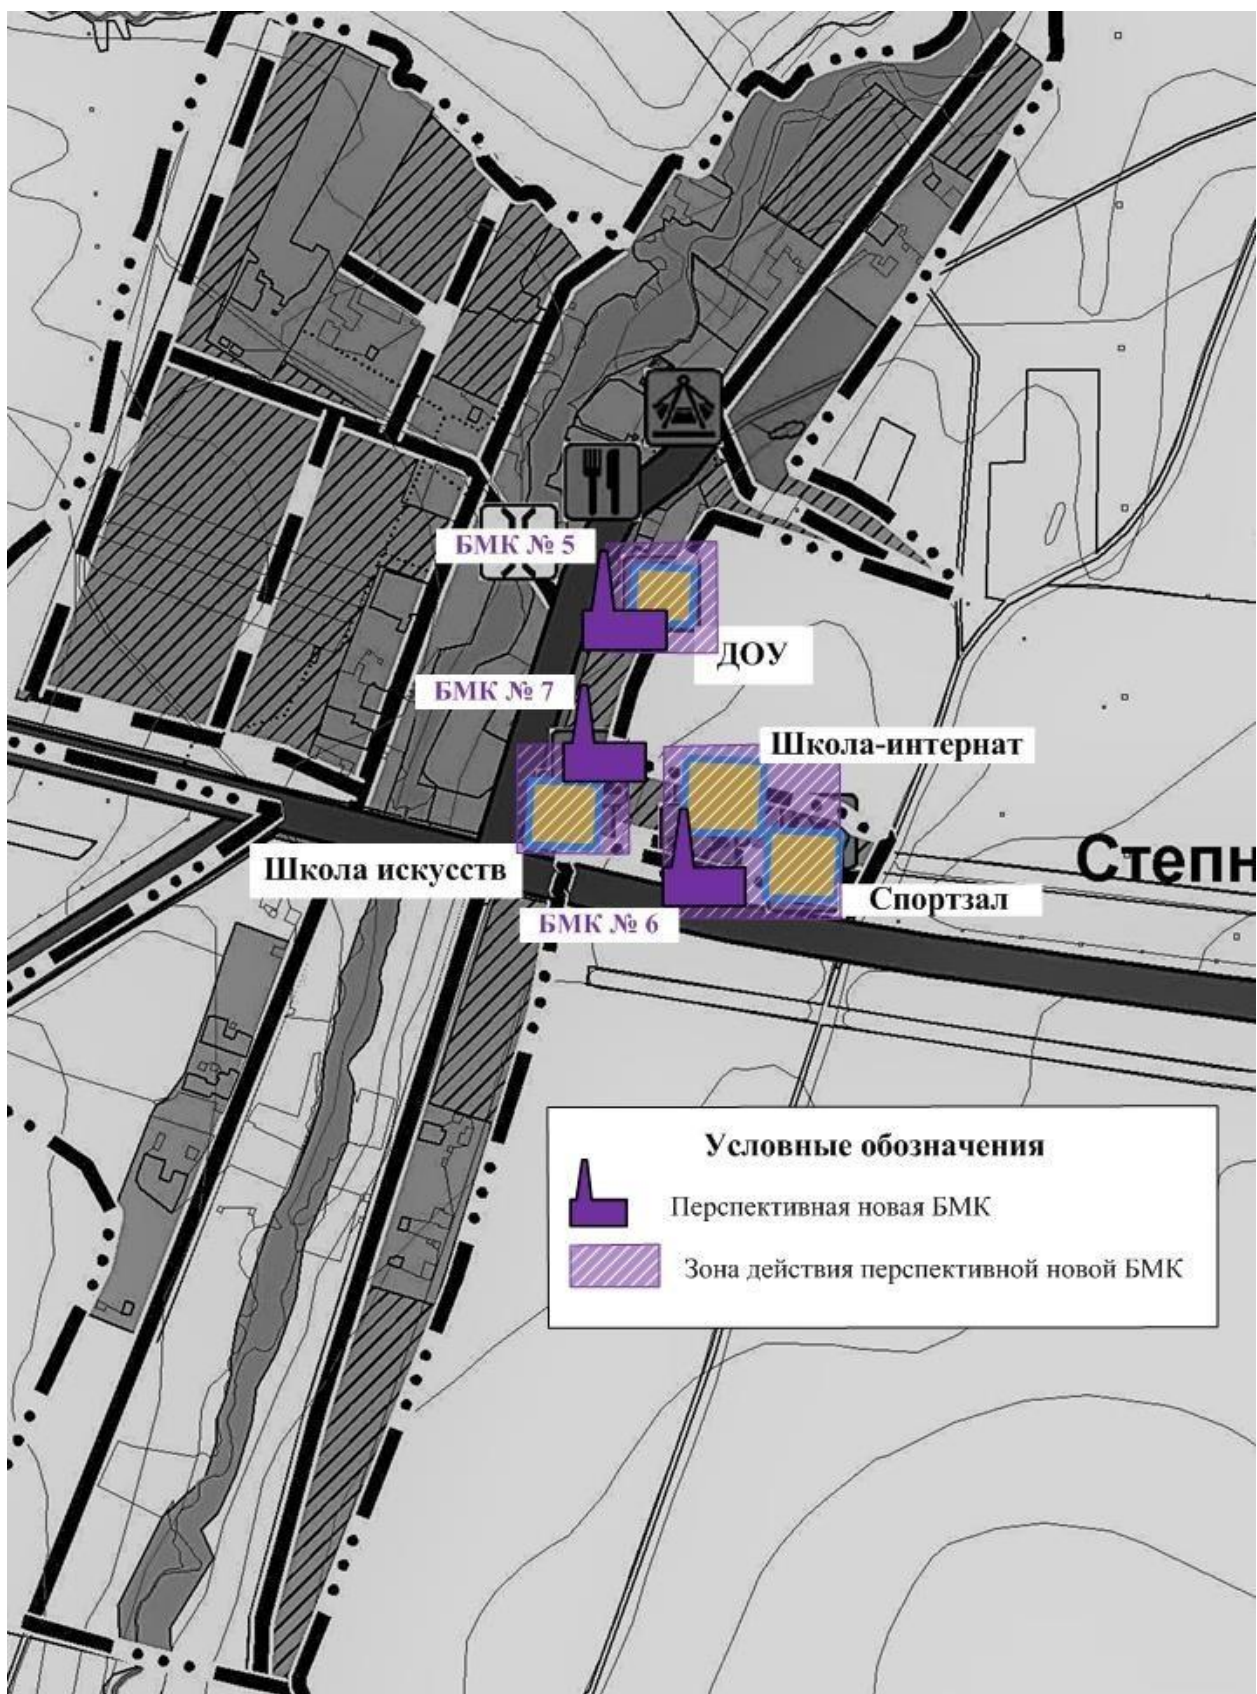 БМК № 5
ДОУ
БМК № 7
Школа-интернат
Школа искусств
Спортзал
БМК № 6
Степн
Условные обозначения
Перспективная новая БМК
Зона действия перспективной новой БМК